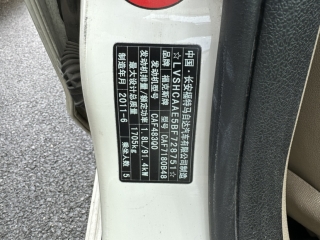 中国·长安福特马自达汽车有限公司制造
☆LVSHCAAE5BF728751☆
品牌 福克斯牌 型号 CAF7180B48
发动机型号 CAF483Q0
发动机排量/额定功率 1.8L/91.4kW
最大设计总质量 1705kg
制造年月 2011-6 乘坐人数 5